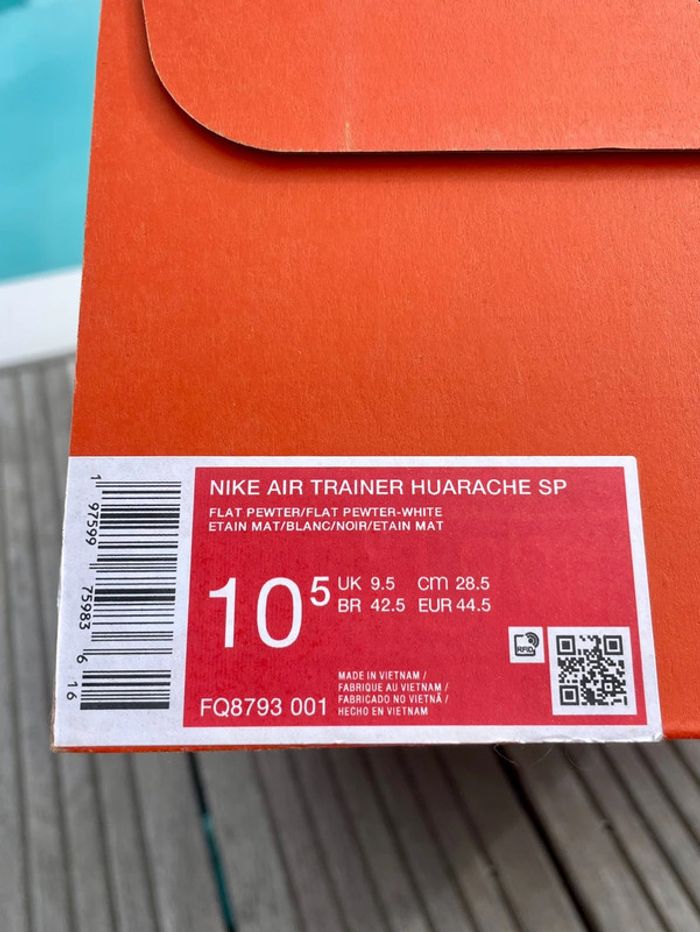 NIKE AIR TRAINER HUARACHE SP
FLAT PEWTER/FLAT PEWTER-WHITE
ETAIN MAT/BLANC/NOIR/ETAIN MAT
10 5 UK 9.5 cm 28.5
BR 42.5 EUR 44.5
RFID
MADE IN VIETNAM /
FABRIQUE AU VIETNAM /
FABRICADO NO VIETNÃ /
HECHO EN VIETNAM
FQ8793 001
1 97599 75983 6 16